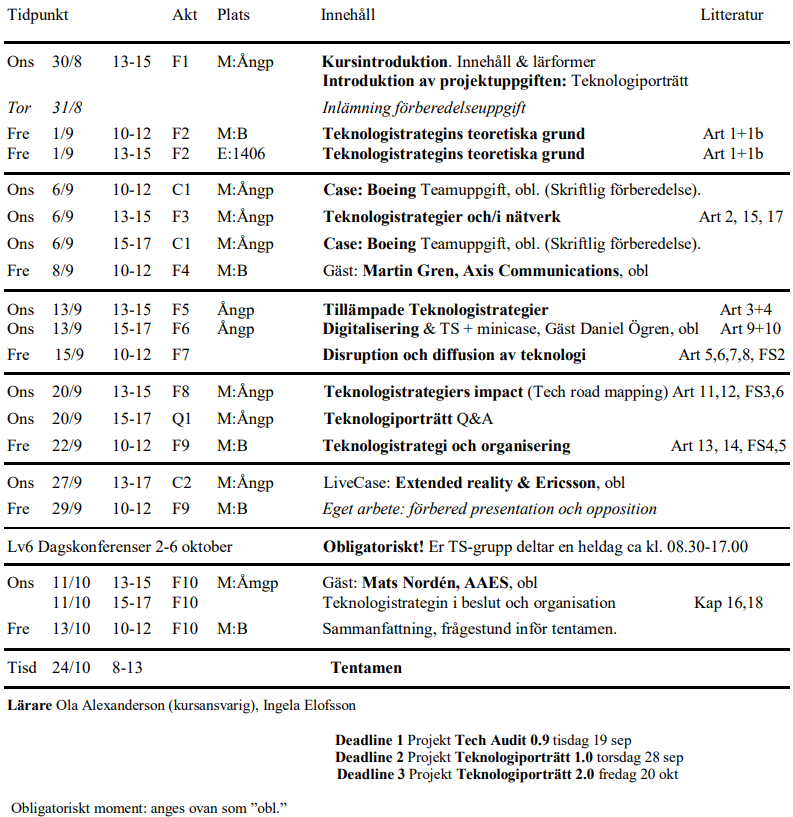 Tidpunkt Akt Plats Innehåll Litteratur
Ons 30/8 13-15 F1 M:Ångp Kursintroduktion. Innehåll & lärformer
Introduktion av projektuppgiften: Teknologiporträtt
Tor 31/8 Inlämning förberedelseuppgift
Fre 1/9 10-12 F2 M:B Teknologistrategins teoretiska grund Art 1+1b
Fre 1/9 13-15 F2 E:1406 Teknologistrategins teoretiska grund Art 1+1b
Ons 6/9 10-12 C1 M:Ångp Case: Boeing Teamuppgift, obl. (Skriftlig förberedelse).
Ons 6/9 13-15 F3 M:Ångp Teknologistrategier och/i nätverk Art 2, 15, 17
Ons 6/9 15-17 C1 M:Ångp Case: Boeing Teamuppgift, obl. (Skriftlig förberedelse).
Fre 8/9 10-12 F4 M:B Gäst: Martin Gren, Axis Communications, obl
Ons 13/9 13-15 F5 Ångp Tillämpade Teknologistrategier Art 3+4
Ons 13/9 15-17 F6 Ångp Digitalisering & TS + minicase, Gäst Daniel Ögren, obl Art 9+10
Fre 15/9 10-12 F7 Disruption och diffusion av teknologi Art 5,6,7,8, FS2
Ons 20/9 13-15 F8 M:Ångp Teknologistrategiers impact (Tech road mapping) Art 11,12, FS3,6
Ons 20/9 15-17 Q1 M:Ångp Teknologiporträtt Q&A
Fre 22/9 10-12 F9 M:B Teknologistrategi och organisering Art 13, 14, FS4,5
Ons 27/9 13-17 C2 M:Ångp LiveCase: Extended reality & Ericsson, obl
Fre 29/9 10-12 F9 M:B Eget arbete: förbered presentation och opposition
Lv6 Dagskonferenser 2-6 oktober Obligatoriskt! Er TS-grupp deltar en heldag ca kl. 08.30-17.00
Ons 11/10 13-15 F10 M:Åmgp Gäst: Mats Nordén, AAES, obl
11/10 15-17 F10 Teknologistrategin i beslut och organisation Kap 16,18
Fre 13/10 10-12 F10 M:B Sammanfattning, frågestund inför tentamen.
Tisd 24/10 8-13 Tentamen
Lärare Ola Alexanderson (kursansvarig), Ingela Elofsson
Deadline 1 Projekt Tech Audit 0.9 tisdag 19 sep
Deadline 2 Projekt Teknologiporträtt 1.0 torsdag 28 sep
Deadline 3 Projekt Teknologiporträtt 2.0 fredag 20 okt
Obligatoriskt moment: anges ovan som ”obl.”